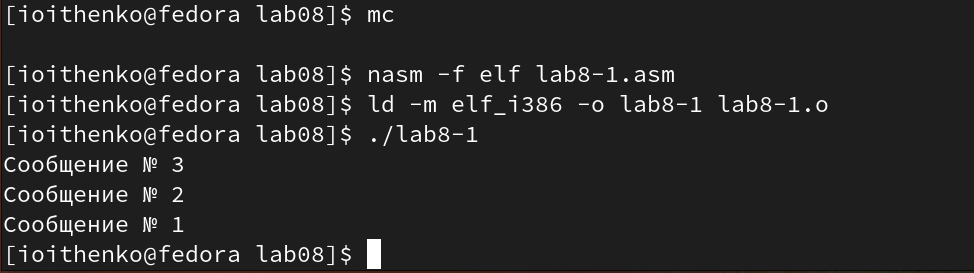 [ioithenko@fedora lab08]$ mc
[ioithenko@fedora lab08]$ nasm -f elf lab8-1.asm
[ioithenko@fedora lab08]$ ld -m elf_i386 -o lab8-1 lab8-1.o
[ioithenko@fedora lab08]$ ./lab8-1
Сообщение № 3
Сообщение № 2
Сообщение № 1
[ioithenko@fedora lab08]$